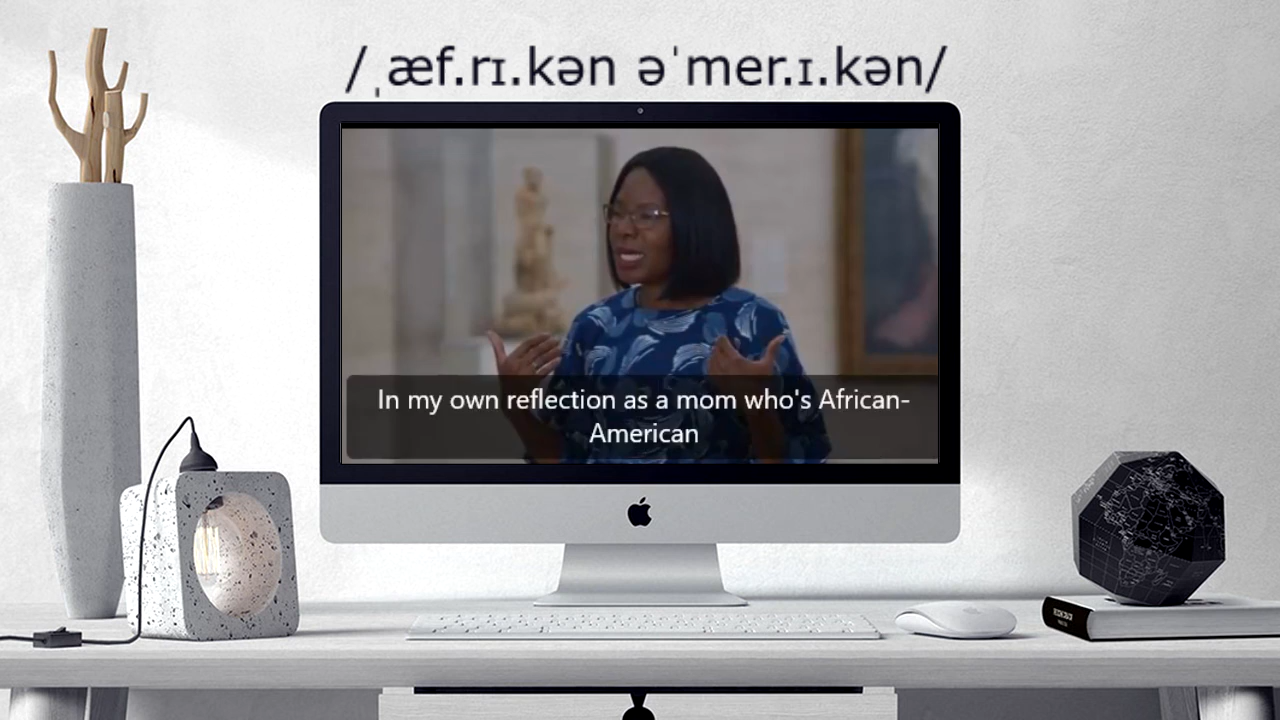 /ˌæf.rɪ.kən əˈmer.ɪ.kən/
In my own reflection as a mom who's African-
American